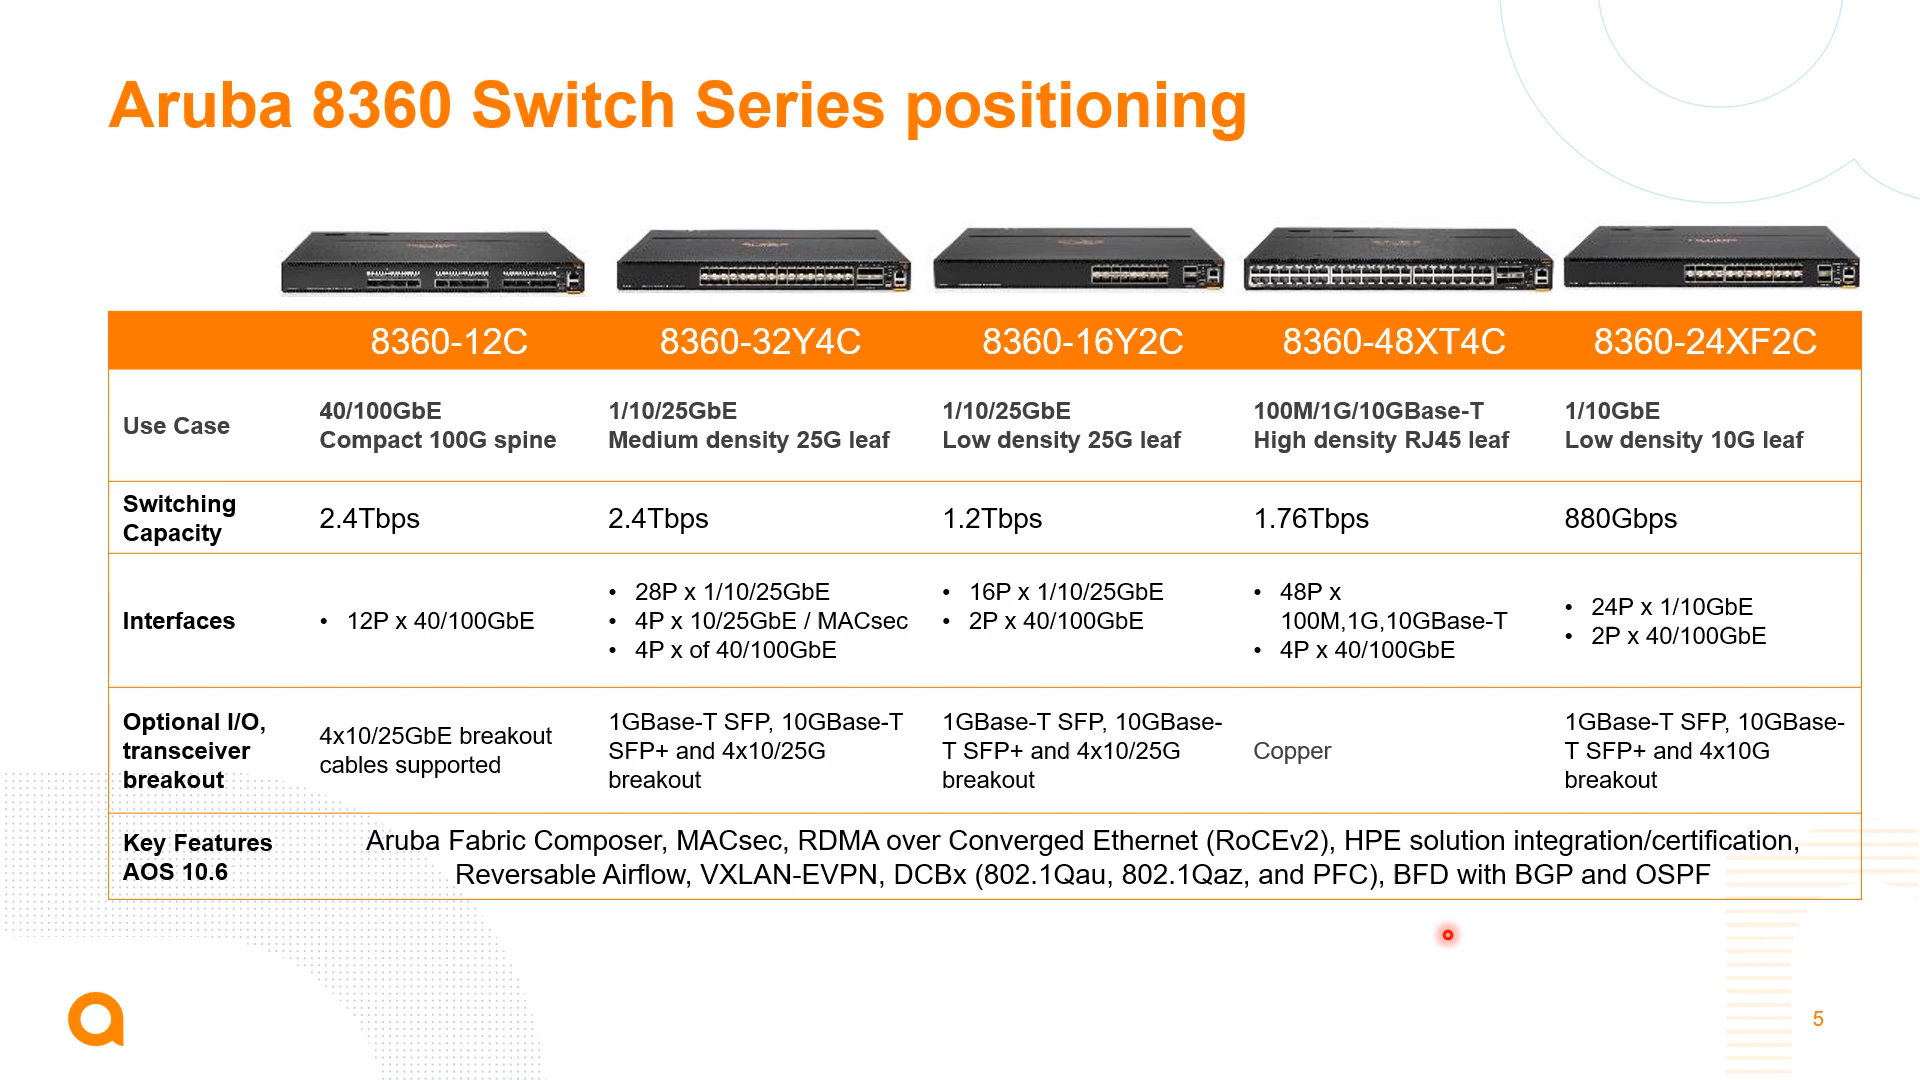 Aruba 8360 Switch Series positioning
8360-12C
8360-32Y4C
8360-16Y2C
8360-48XT4C
8360-24XF2C
Use Case
40/100GbE
Compact 100G spine
1/10/25GbE
Medium density 25G leaf
1/10/25GbE
Low density 25G leaf
100M/1G/10GBase-T
High density RJ45 leaf
1/10GbE
Low density 10G leaf
Switching
Capacity
2.4Tbps
2.4Tbps
1.2Tbps
1.76Tbps
880Gbps
Interfaces
• 12P x 40/100GbE
• 28P x 1/10/25GbE
• 4P x 10/25GbE / MACsec
• 4P x of 40/100GbE
• 16P x 1/10/25GbE
• 2P x 40/100GbE
• 48P x
100M,1G,10GBase-T
• 4P x 40/100GbE
• 24P x 1/10GbE
• 2P x 40/100GbE
Optional I/O,
transceiver
breakout
4x10/25GbE breakout
cables supported
1GBase-T SFP, 10GBase-T
SFP+ and 4x10/25G
breakout
1GBase-T SFP, 10GBase-
T SFP+ and 4x10/25G
breakout
Copper
1GBase-T SFP, 10GBase-
T SFP+ and 4x10G
breakout
Key Features
AOS 10.6
Aruba Fabric Composer, MACsec, RDMA over Converged Ethernet (RoCEv2), HPE solution integration/certification,
Reversable Airflow, VXLAN-EVPN, DCBx (802.1Qau, 802.1Qaz, and PFC), BFD with BGP and OSPF
5